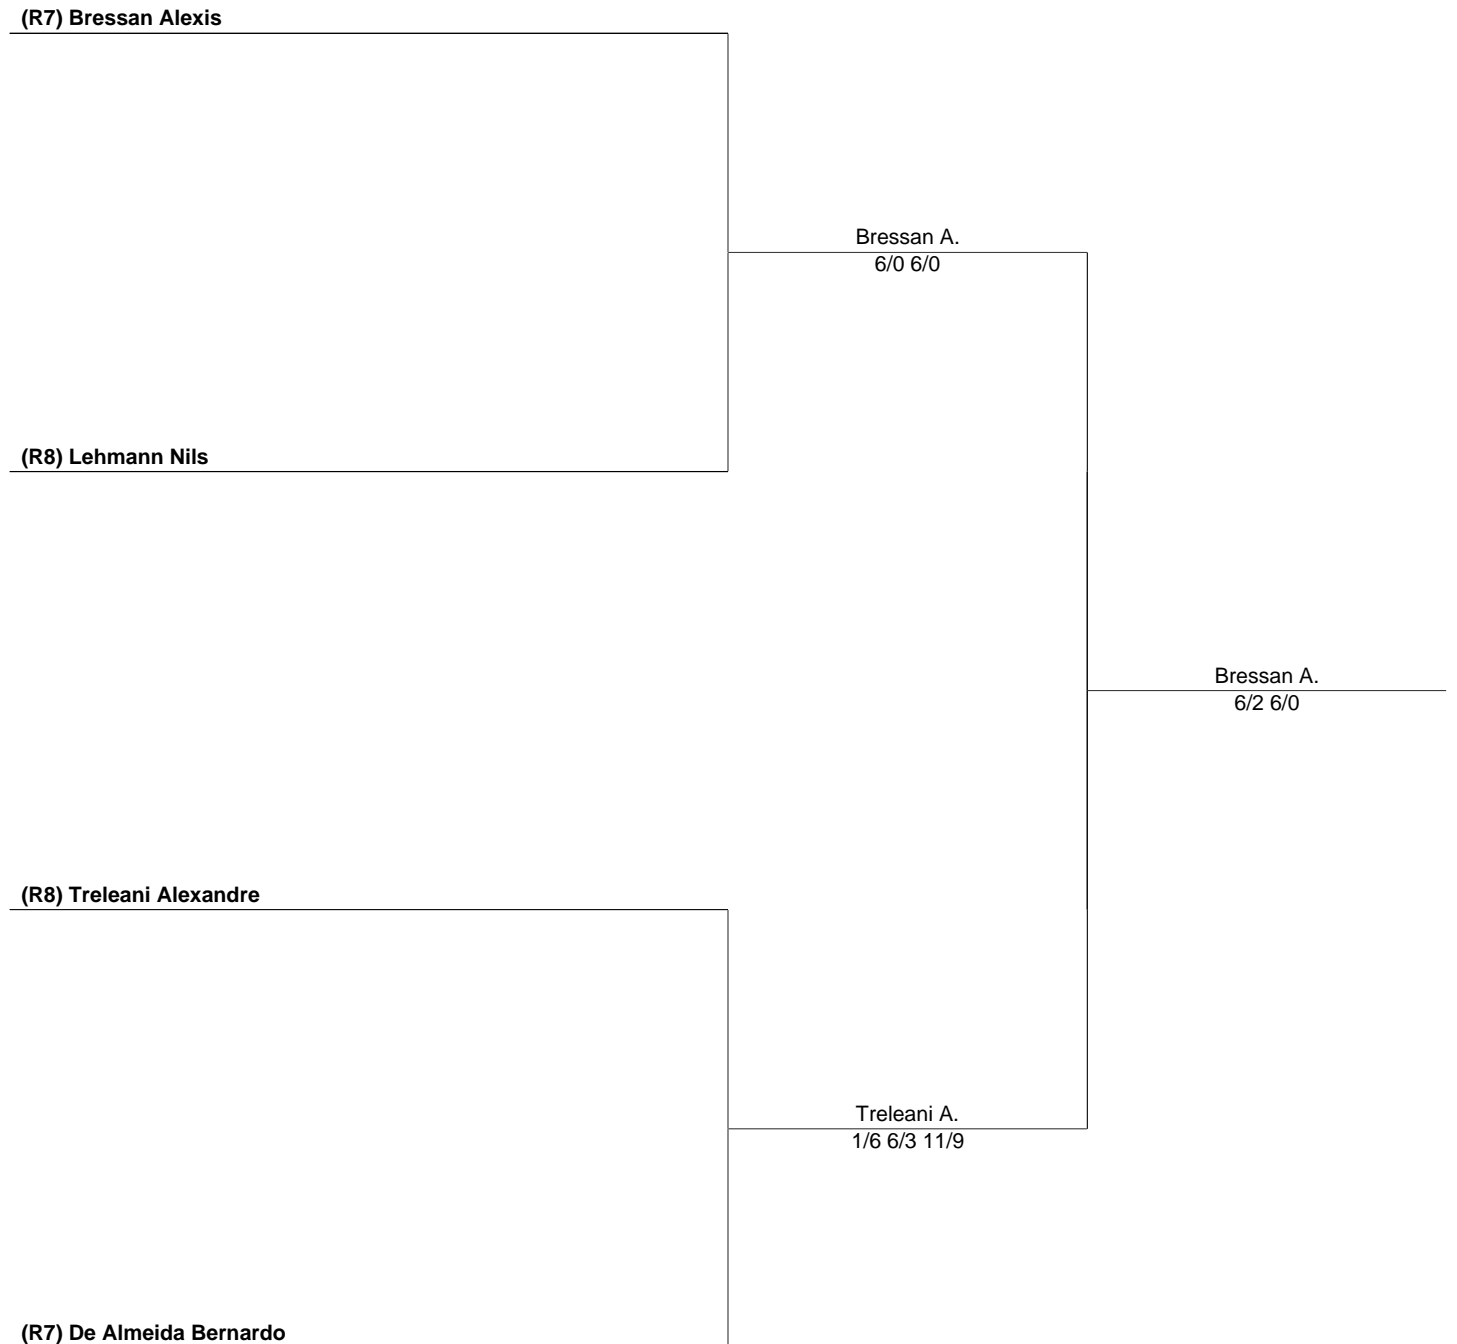 (R7) Bressan Alexis
Bressan A.
6/0 6/0
(R8) Lehmann Nils
Bressan A.
6/2 6/0
(R8) Treleani Alexandre
Treleani A.
1/6 6/3 11/9
(R7) De Almeida Bernardo